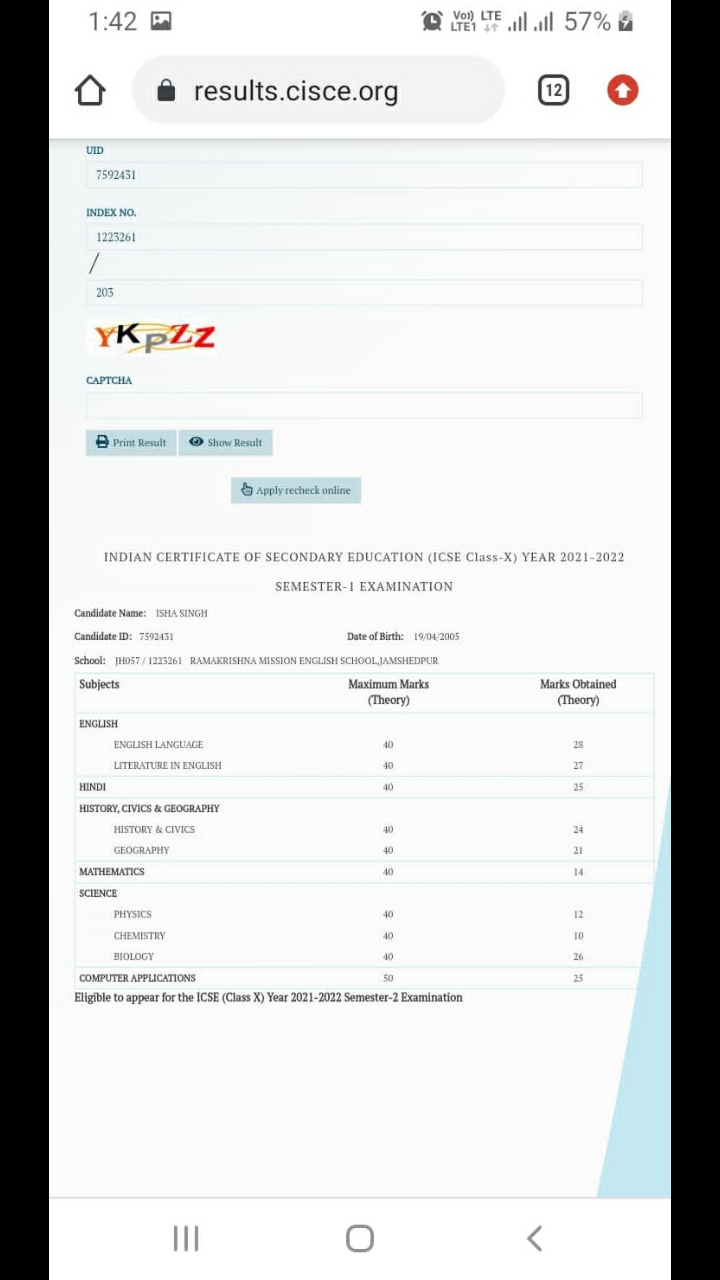 1:42 Vo)) LTE LTE1 57%
results.cisce.org 12
UID
7592431
INDEX NO.
1223261
/
203
YKPZZ
CAPTCHA
Print Result Show Result
Apply recheck online
INDIAN CERTIFICATE OF SECONDARY EDUCATION (ICSE Class-X) YEAR 2021-2022
SEMESTER-1 EXAMINATION
Candidate Name: ISHA SINGH
Candidate ID: 7592431 Date of Birth: 19/04/2005
School: JH057 / 1223261 RAMAKRISHNA MISSION ENGLISH SCHOOL,JAMSHEDPUR
Subjects Maximum Marks (Theory) Marks Obtained (Theory)
ENGLISH
ENGLISH LANGUAGE 40 28
LITERATURE IN ENGLISH 40 27
HINDI 40 25
HISTORY, CIVICS & GEOGRAPHY
HISTORY & CIVICS 40 24
GEOGRAPHY 40 21
MATHEMATICS 40 14
SCIENCE
PHYSICS 40 12
CHEMISTRY 40 10
BIOLOGY 40 26
COMPUTER APPLICATIONS 50 25
Eligible to appear for the ICSE (Class X) Year 2021-2022 Semester-2 Examination